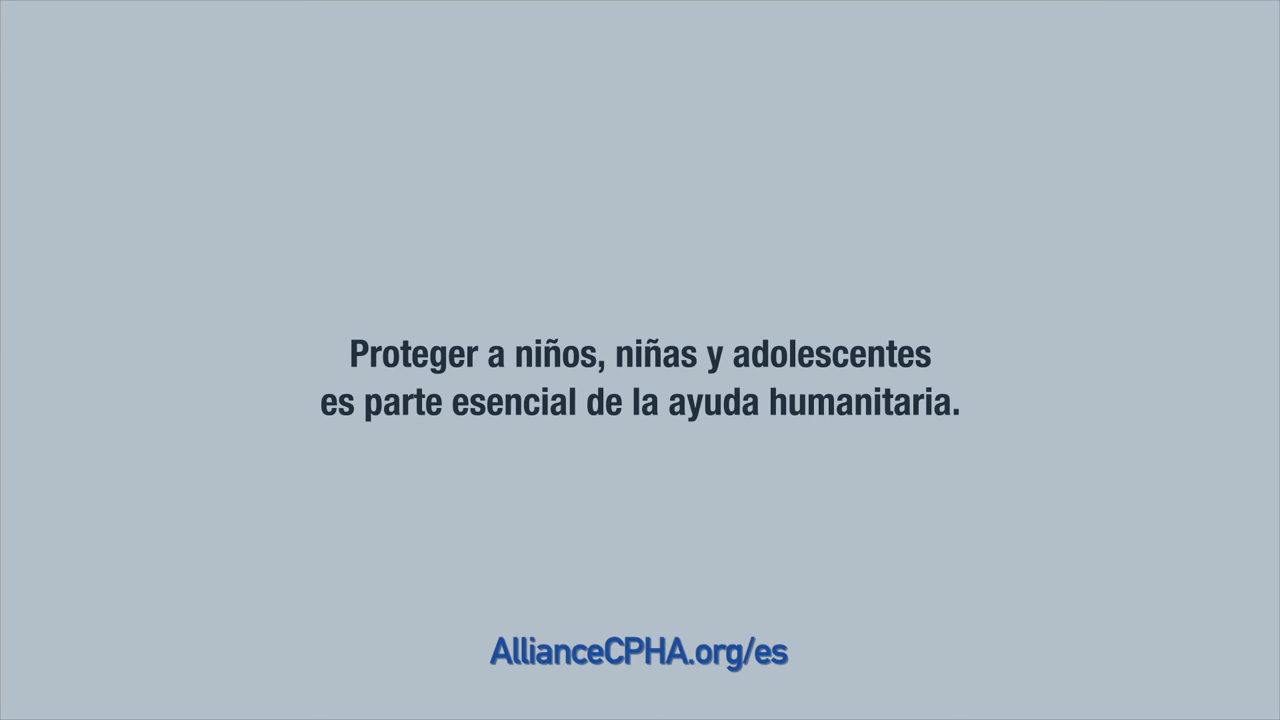 Proteger a niños, niñas y adolescentes
es parte esencial de la ayuda humanitaria.
AllianceCPHA.org/es